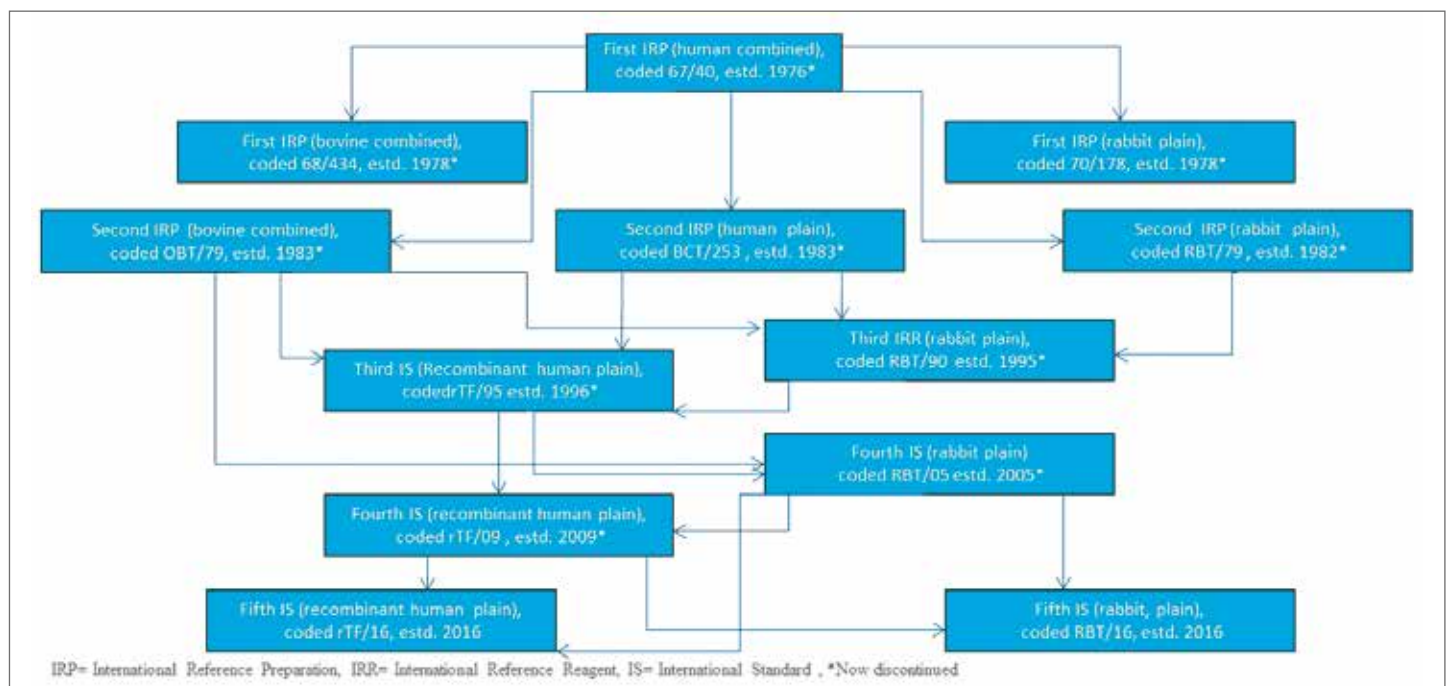 First IRP (human combined),
coded 67/40, estd. 1976*
First IRP (bovine combined),
coded 68/434, estd. 1978*
First IRP (rabbit plain),
coded 70/178, estd. 1978*
Second IRP (bovine combined),
coded OBT/79, estd. 1983*
Second IRP (human plain),
coded BCT/253 , estd. 1983*
Second IRP (rabbit plain),
coded RBT/79 , estd. 1982*
Third IRR (rabbit plain),
coded RBT/90 estd. 1995*
Third IS (Recombinant human plain),
codedrTF/95 estd. 1996*
Fourth IS (rabbit plain)
coded RBT/05 estd. 2005*
Fourth IS (recombinant human plain),
coded rTF/09 , estd. 2009*
Fifth IS (recombinant human plain),
coded rTF/16, estd. 2016
Fifth IS (rabbit, plain),
coded RBT/16, estd. 2016
IRP= International Reference Preparation, IRR= International Reference Reagent, IS= International Standard , *Now discontinued